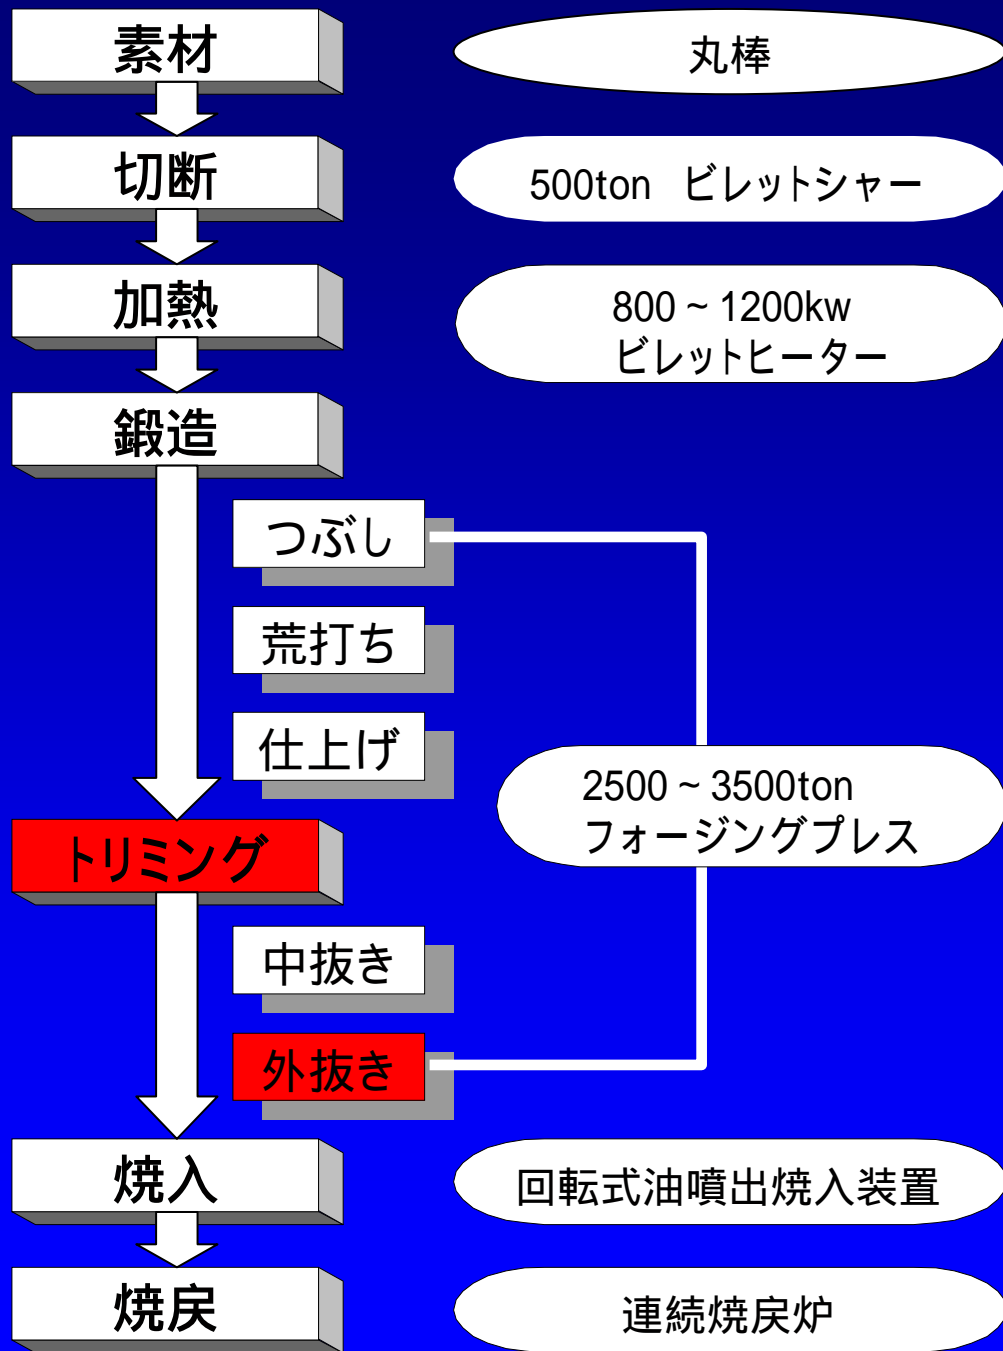 素材
丸棒
切断
500ton ビレットシャー
加熱
800 ~ 1200kw
ビレットヒーター
鍛造
つぶし
荒打ち
仕上げ
2500 ~ 3500ton
フォージングプレス
トリミング
中抜き
外抜き
焼入
回転式油噴出焼入装置
焼戻
連続焼戻炉